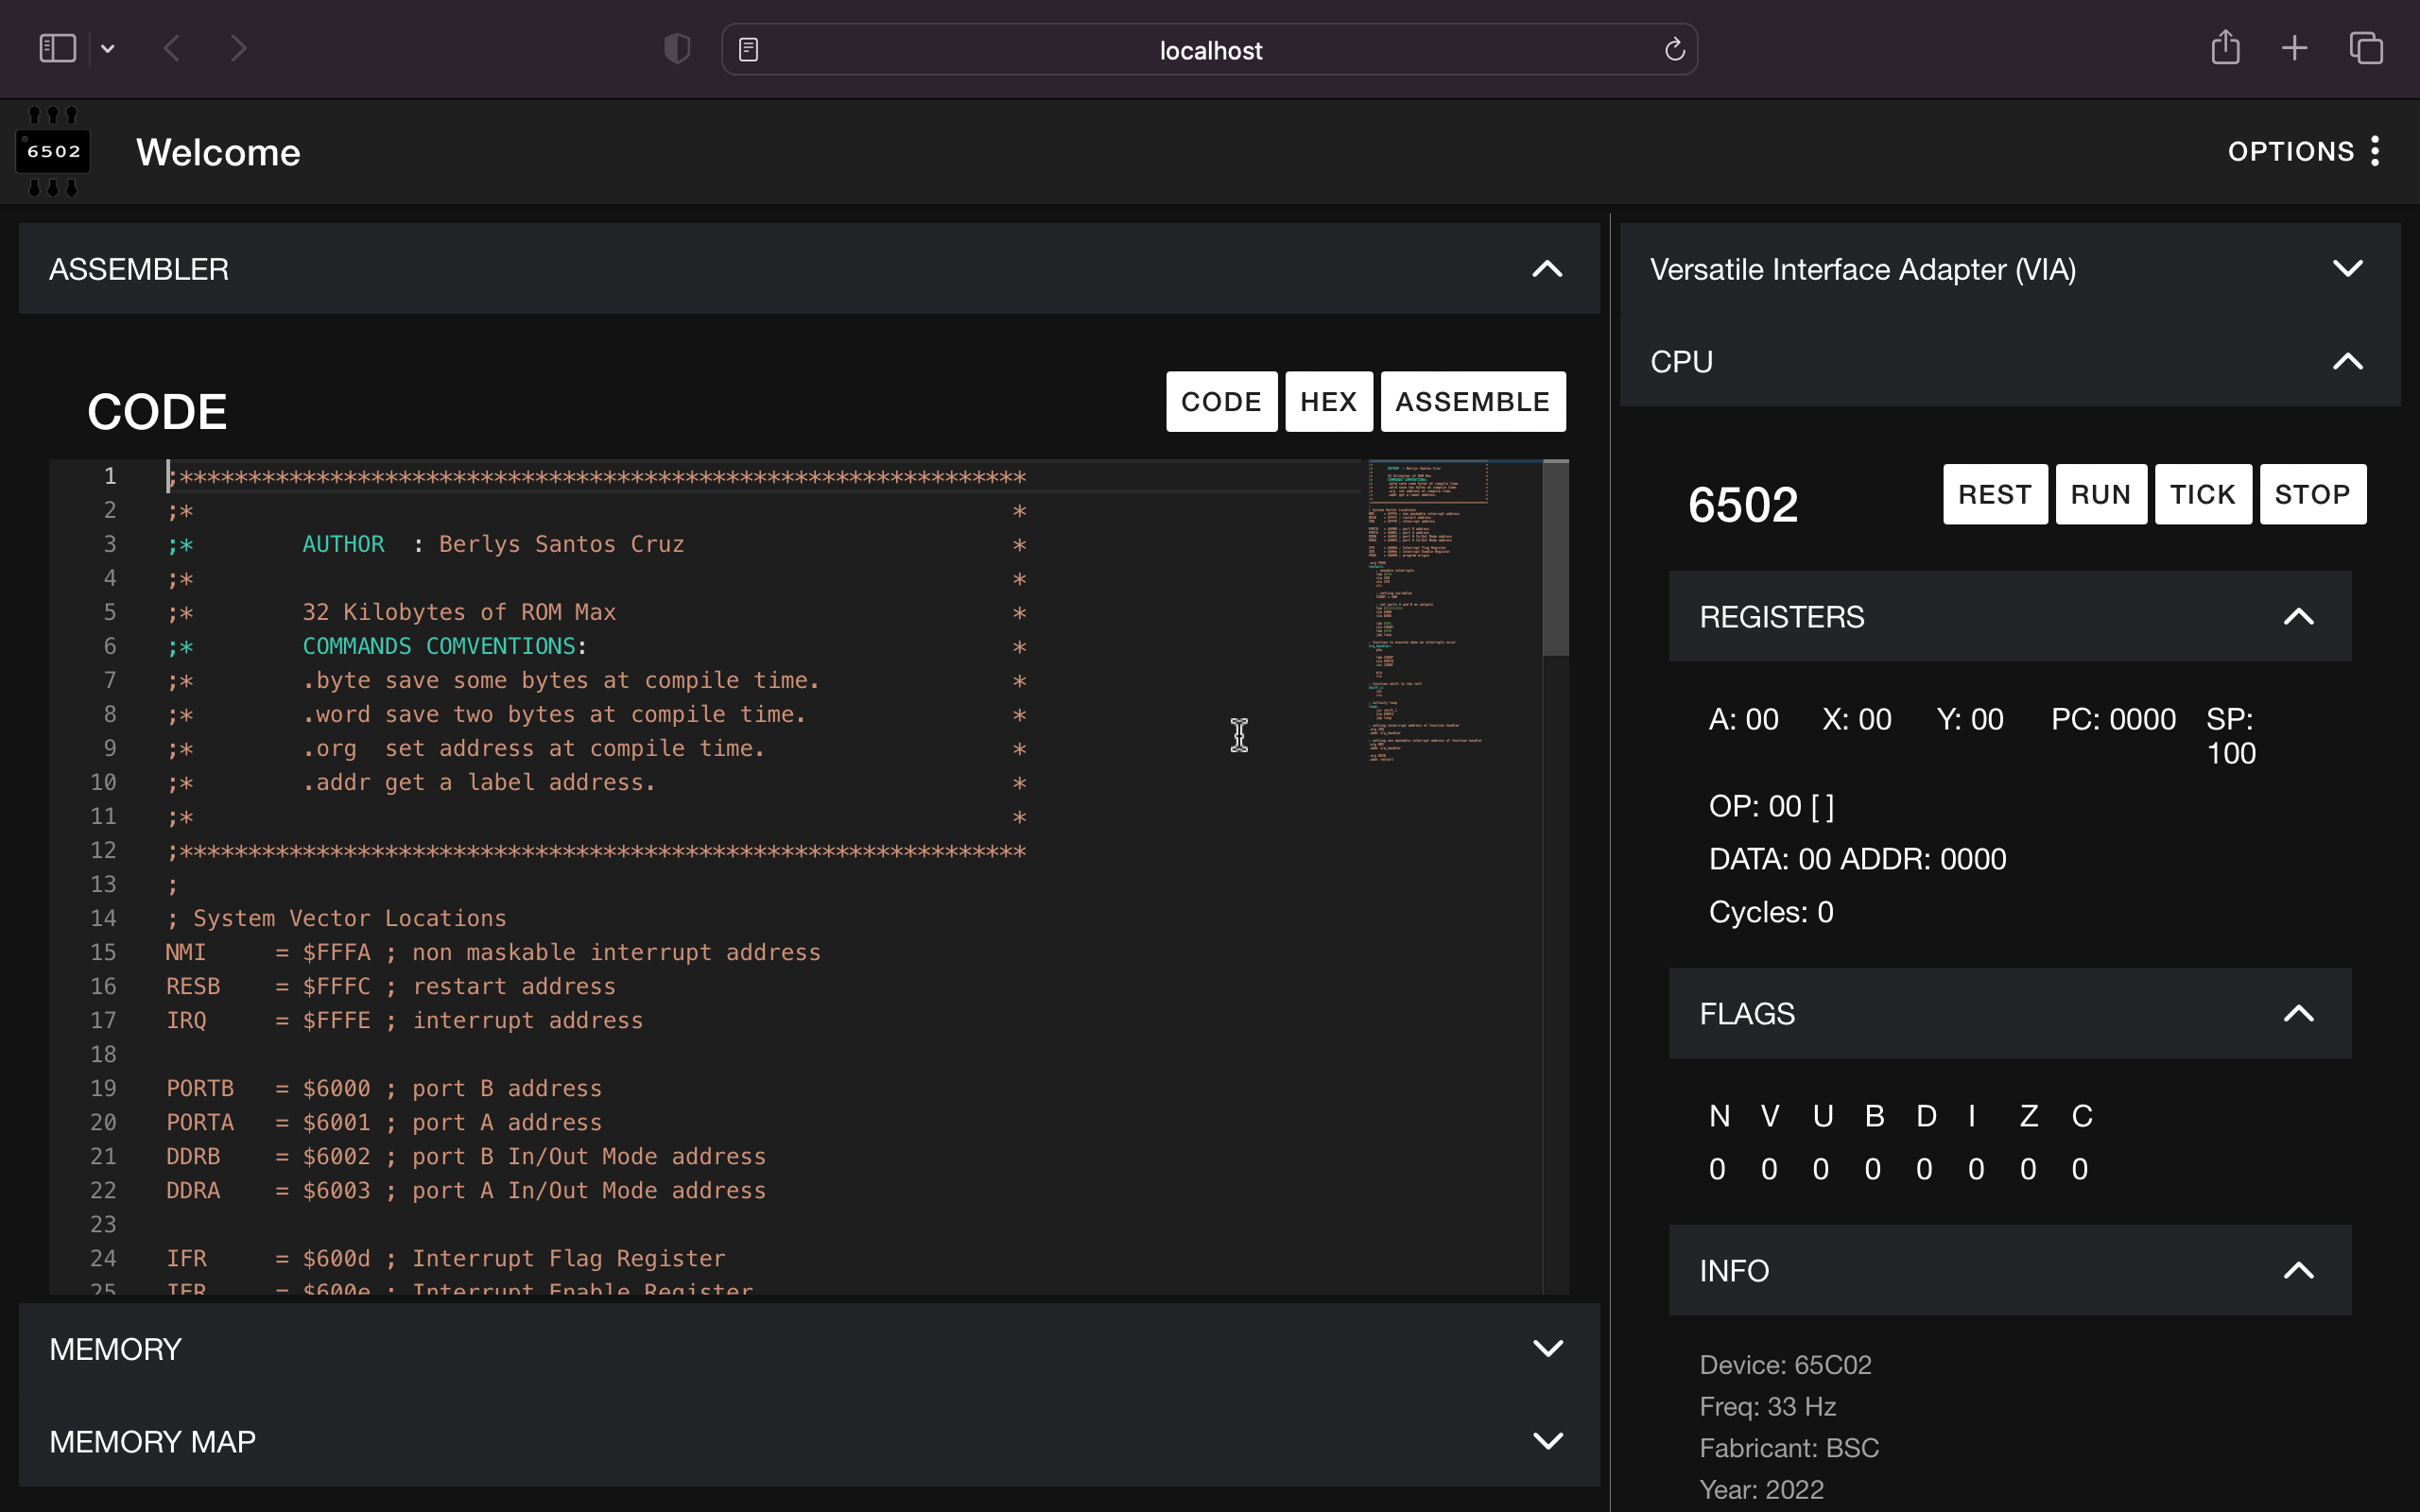 localhost
6502
Welcome
OPTIONS
ASSEMBLER
CODE
CODE HEX ASSEMBLE
1 ;**************************************************************
2 ;* *
3 ;* AUTHOR : Berlys Santos Cruz *
4 ;* *
5 ;* 32 Kilobytes of ROM Max *
6 ;* COMMANDS COMVENTIONS: *
7 ;* .byte save some bytes at compile time. *
8 ;* .word save two bytes at compile time. *
9 ;* .org set address at compile time. *
10 ;* .addr get a label address. *
11 ;* *
12 ;**************************************************************
13 ;
14 ; System Vector Locations
15 NMI = $FFFA ; non maskable interrupt address
16 RESB = $FFFC ; restart address
17 IRQ = $FFFE ; interrupt address
18
19 PORTB = $6000 ; port B address
20 PORTA = $6001 ; port A address
21 DDRB = $6002 ; port B In/Out Mode address
22 DDRA = $6003 ; port A In/Out Mode address
23
24 IFR = $600d ; Interrupt Flag Register
25 IER = $600e ; Interrupt Enable Register
MEMORY
MEMORY MAP
Versatile Interface Adapter (VIA)
CPU
6502
REST RUN TICK STOP
REGISTERS
A: 00 X: 00 Y: 00 PC: 0000 SP:
100
OP: 00 [ ]
DATA: 00 ADDR: 0000
Cycles: 0
FLAGS
N V U B D I Z C
0 0 0 0 0 0 0 0
INFO
Device: 65C02
Freq: 33 Hz
Fabricant: BSC
Year: 2022